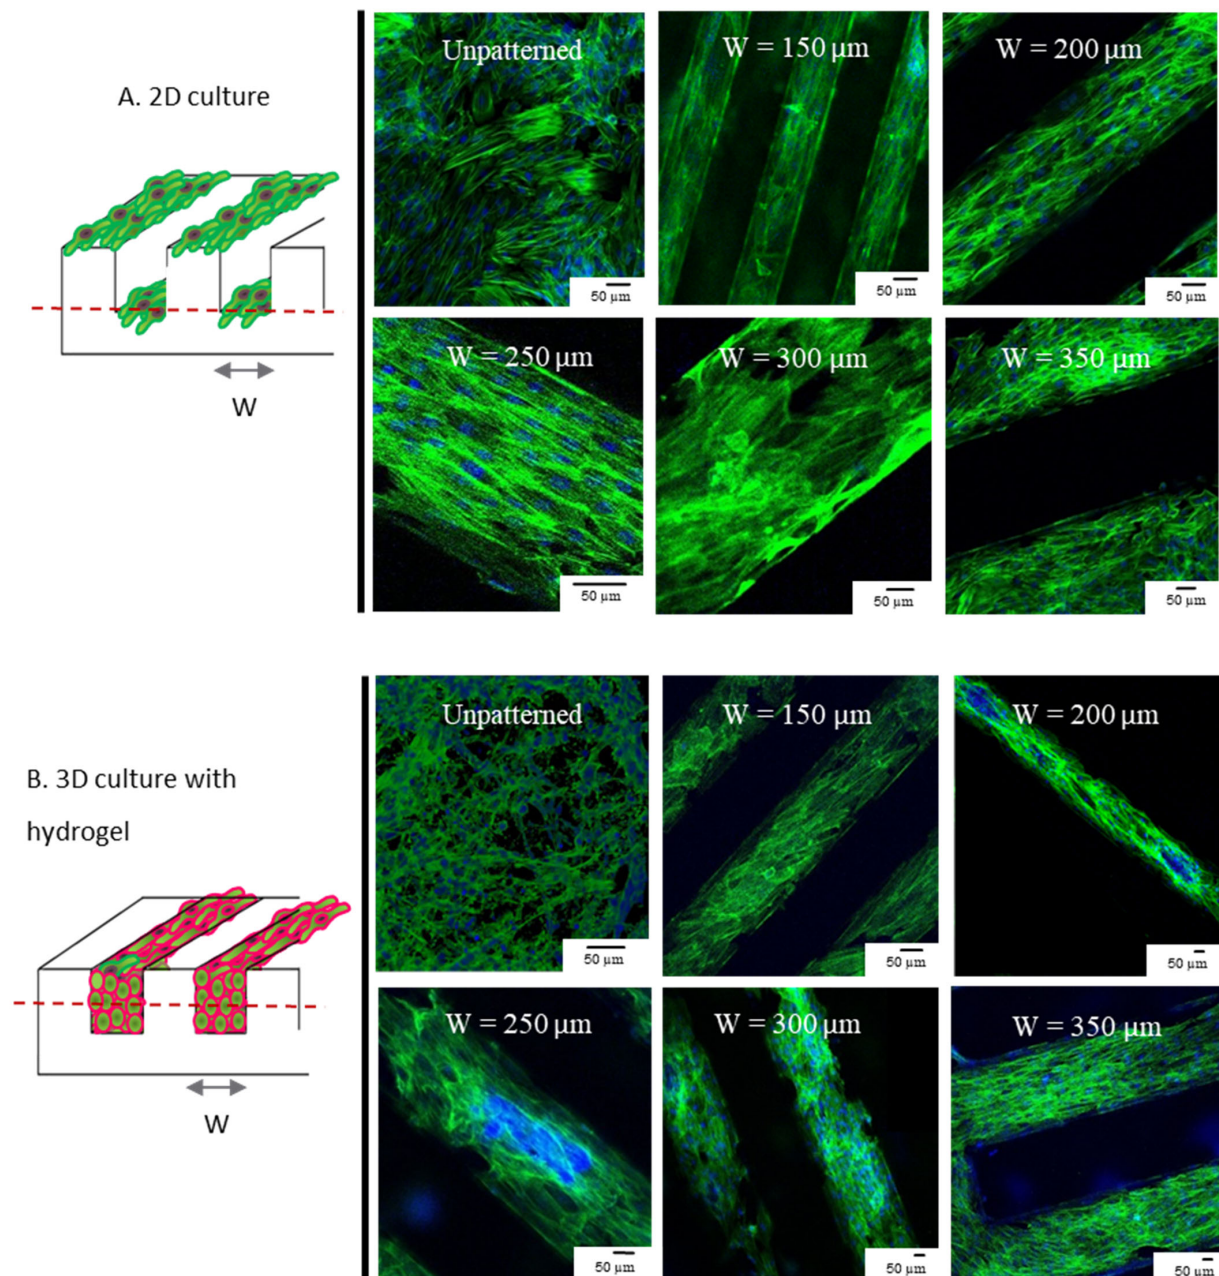 A. 2D culture
W
Unpatterned
50 µm
W = 150 µm
50 µm
W = 200 µm
50 µm
W = 250 µm
50 µm
W = 300 µm
50 µm
W = 350 µm
50 µm
B. 3D culture with
hydrogel
W
Unpatterned
50 µm
W = 150 µm
50 µm
W = 200 µm
50 µm
W = 250 µm
50 µm
W = 300 µm
50 µm
W = 350 µm
50 µm